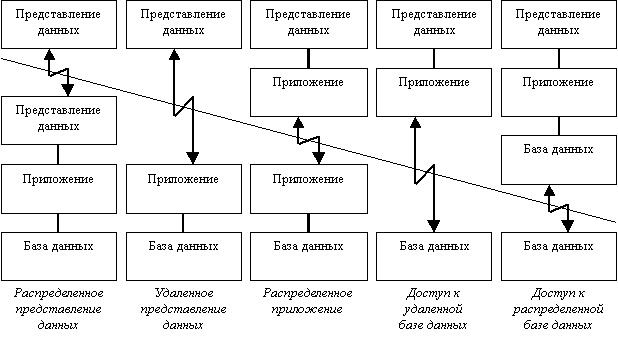 Представление
данных
Представление
данных
Представление
данных
Представление
данных
Представление
данных
Приложение
Приложение
Приложение
Представление
данных
База данных
Приложение
Приложение
Приложение
База данных
База данных
База данных
База данных
База данных
Распределенное
представление
данных
Удаленное
представление
данных
Распределенное
приложение
Доступ к
удаленной
базе данных
Доступ к
распределенной
базе данных